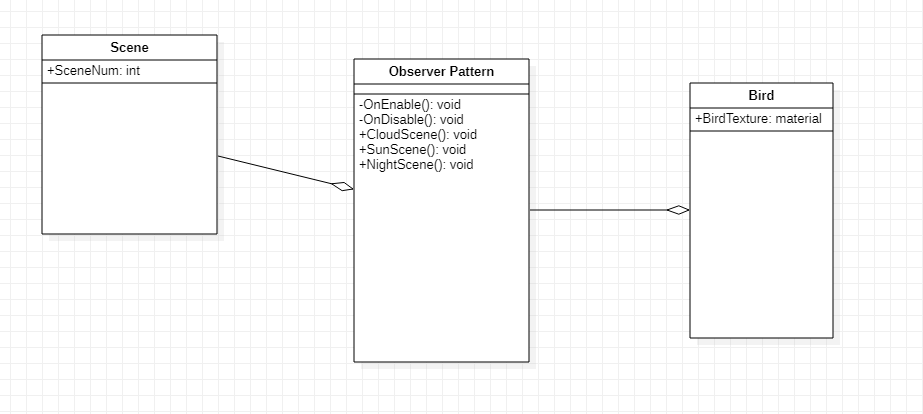 Scene
+SceneNum: int
Observer Pattern
-OnEnable(): void
-OnDisable(): void
+CloudScene(): void
+SunScene(): void
+NightScene(): void
Bird
+BirdTexture: material